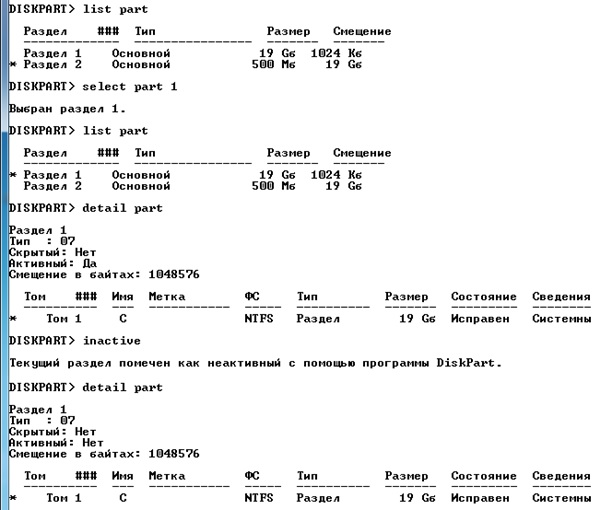 DISKPART> list part
Раздел    ###  Тип               Размер   Смещение
-------------  ----------------  -------  -------
Раздел 1    Основной            19 Gб  1024 Kб
* Раздел 2    Основной           500 Mб    19 Gб
DISKPART> select part 1
Выбран раздел 1.
DISKPART> list part
Раздел    ###  Тип               Размер   Смещение
-------------  ----------------  -------  -------
* Раздел 1    Основной            19 Gб  1024 Kб
Раздел 2    Основной           500 Mб    19 Gб
DISKPART> detail part
Раздел 1
Тип  : 07
Скрытый: Нет
Активный: Да
Смещение в байтах: 1048576
Том    ###  Имя  Метка        ФС     Тип         Размер   Состояние  Сведения
----------  ---  -----------  -----  ----------  -------  ---------  --------
*    Том 1     C                NTFS   Раздел        19 Gб  Исправен   Системны
DISKPART> inactive
Текущий раздел помечен как неактивный с помощью программы DiskPart.
DISKPART> detail part
Раздел 1
Тип  : 07
Скрытый: Нет
Активный: Нет
Смещение в байтах: 1048576
Том    ###  Имя  Метка        ФС     Тип         Размер   Состояние  Сведения
----------  ---  -----------  -----  ----------  -------  ---------  --------
*    Том 1     C                NTFS   Раздел        19 Gб  Исправен   Системны